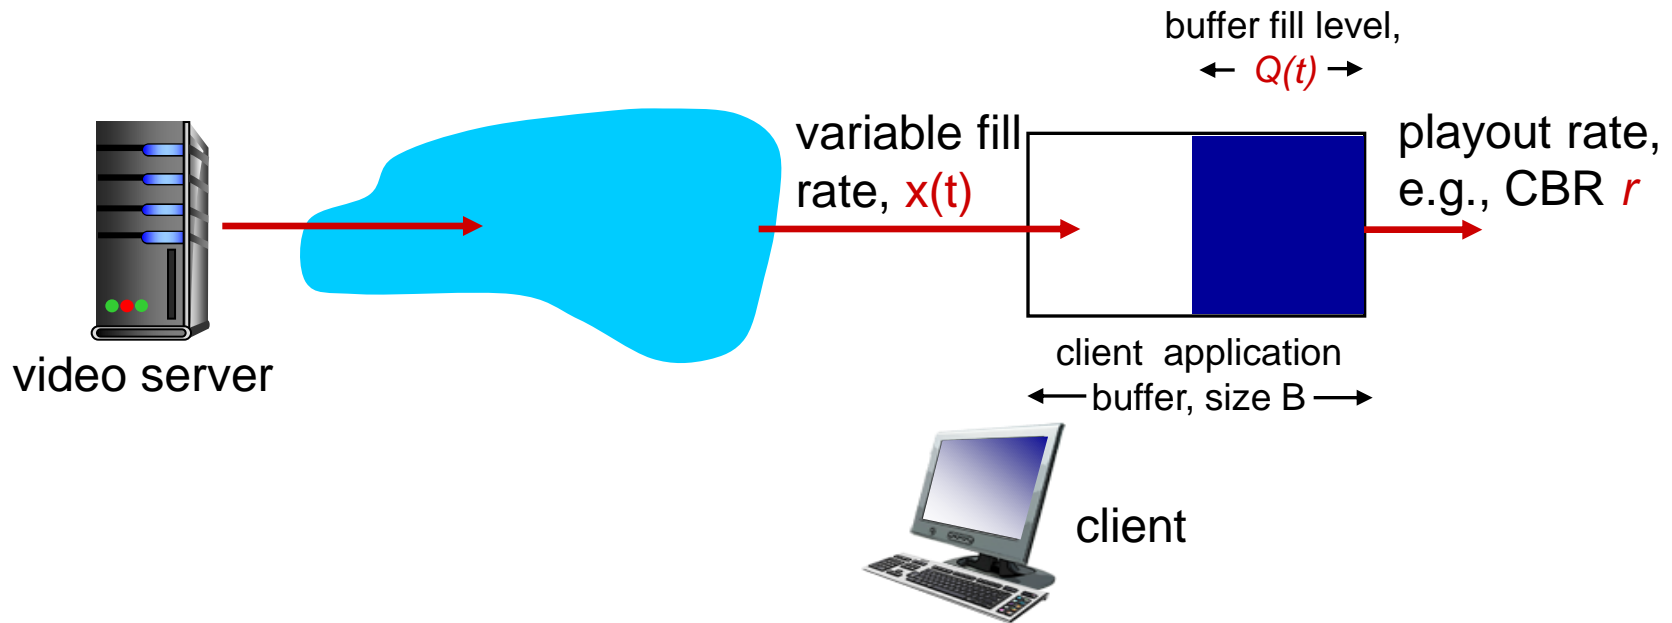 buffer fill level,
Q(t)
variable fill
rate, x(t)
playout rate,
e.g., CBR r
video server
client application
buffer, size B
client